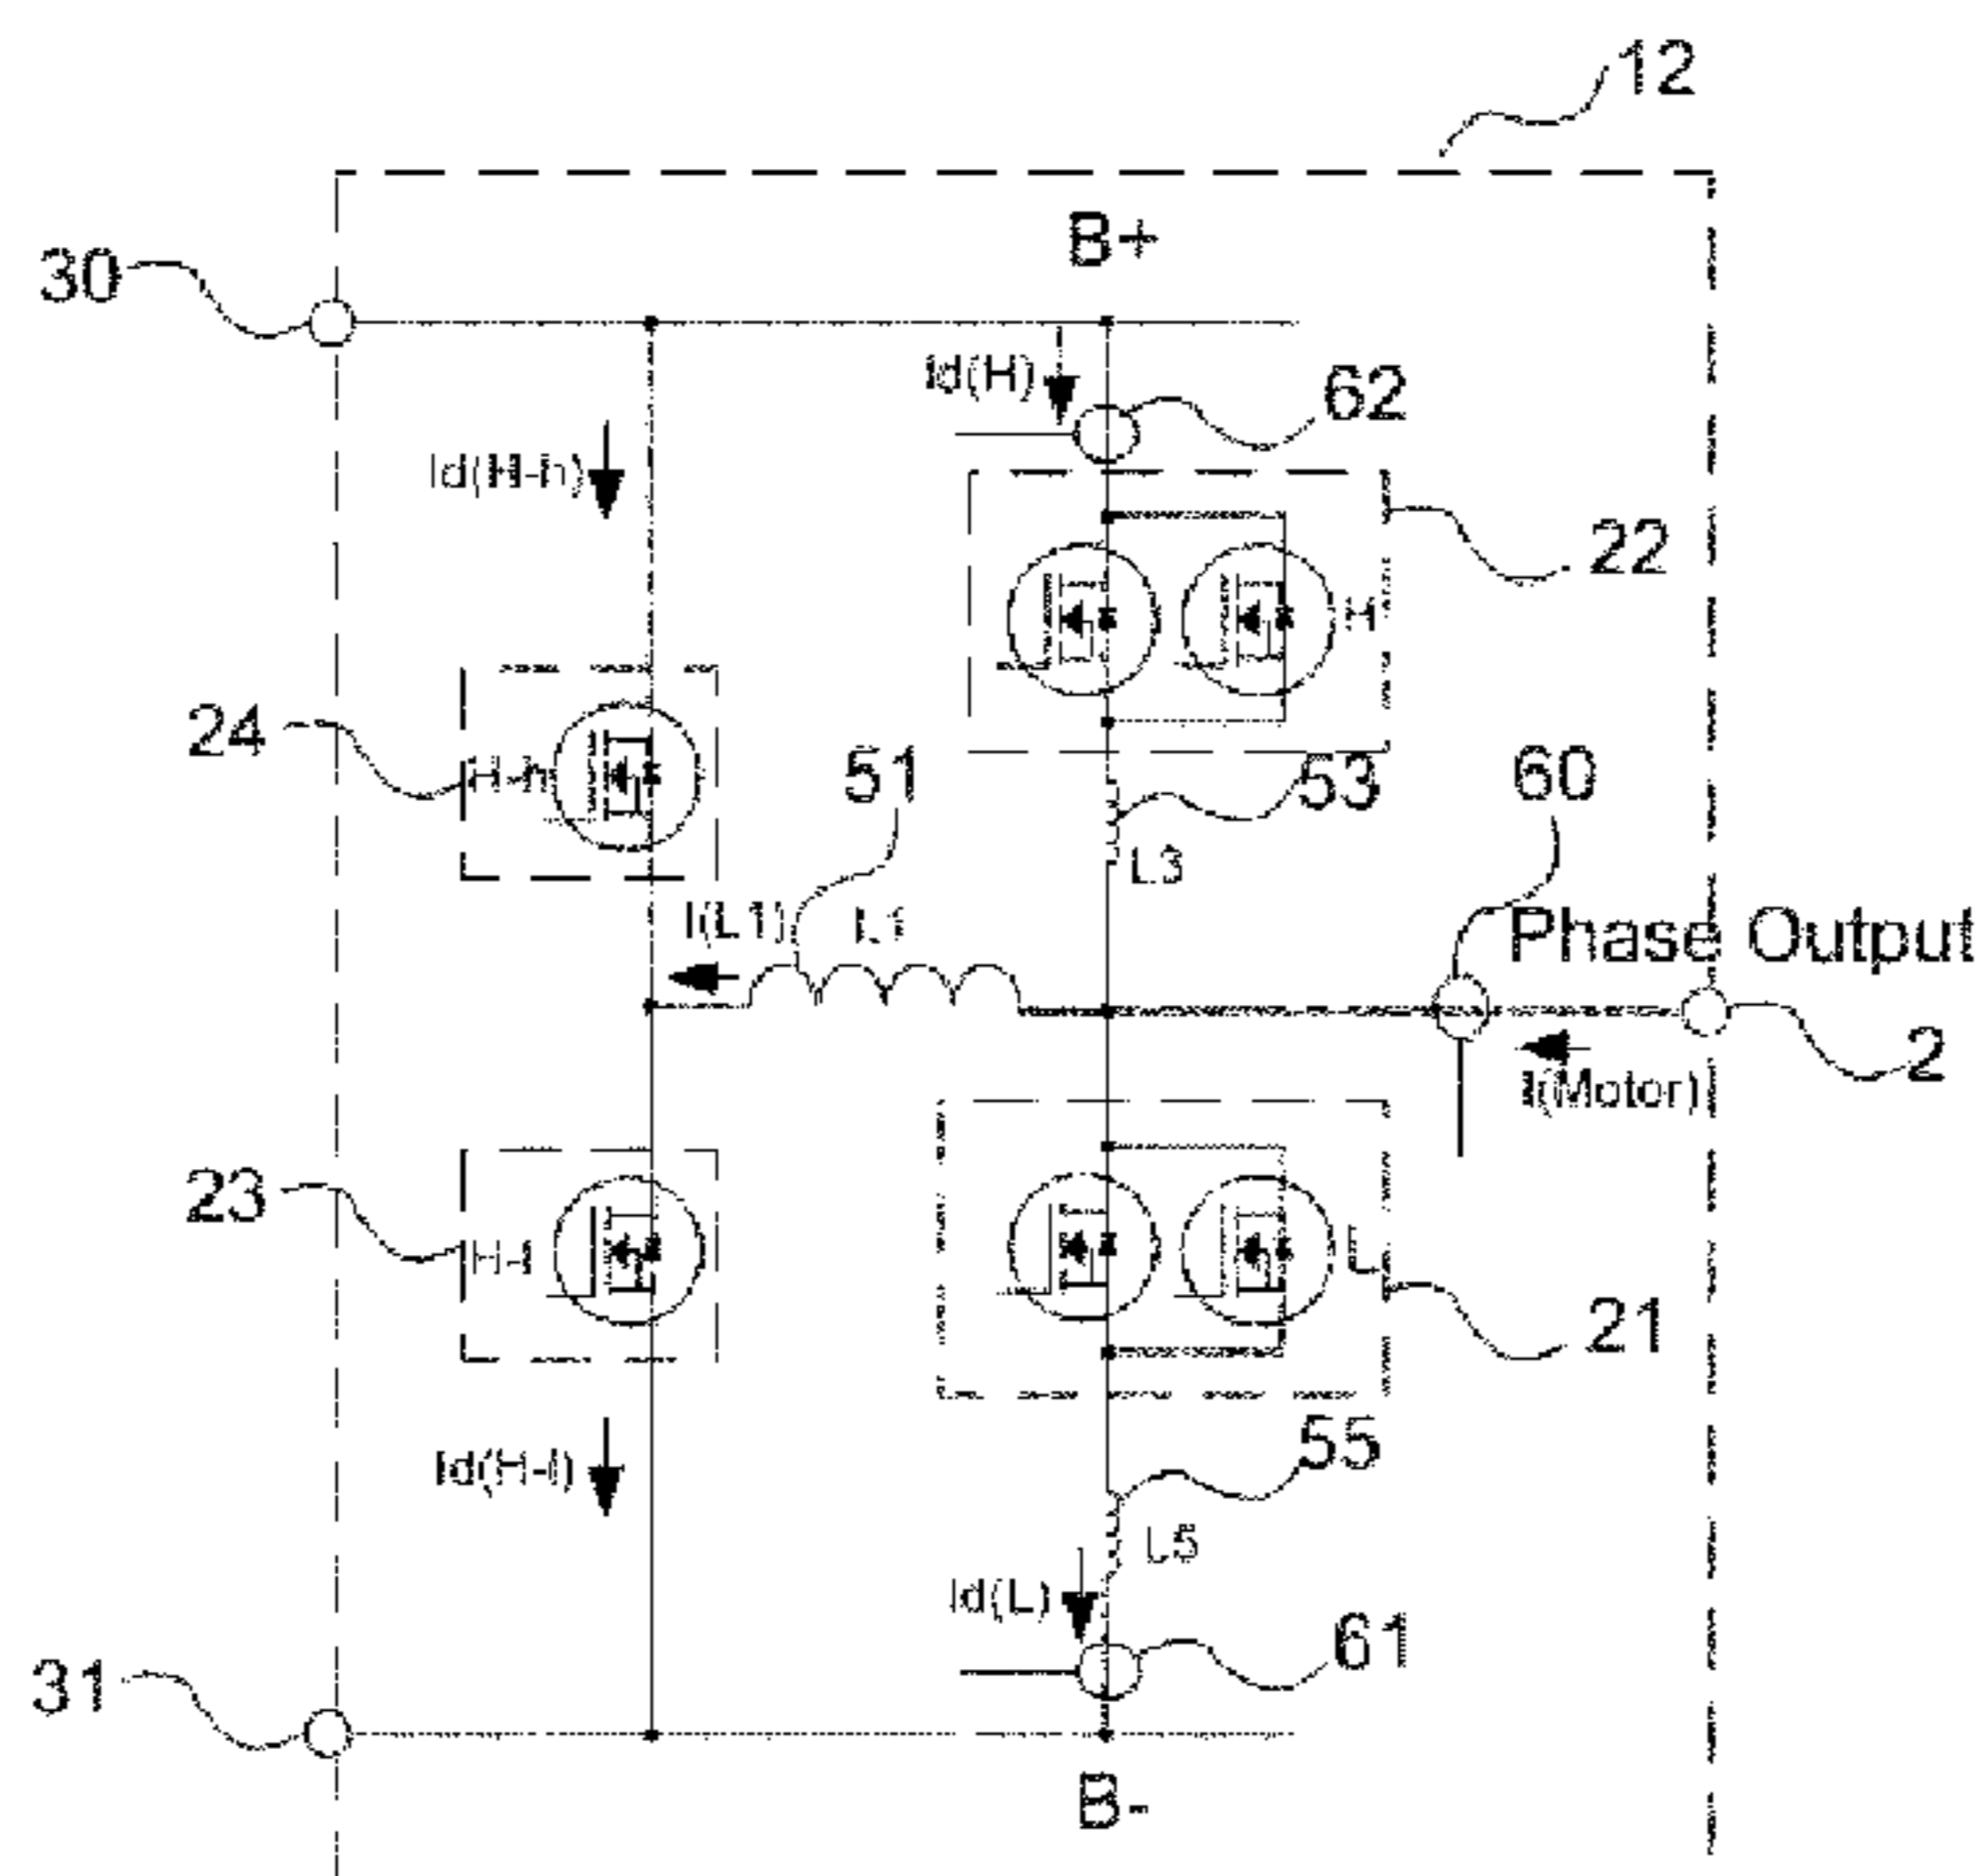 12
B+
30
Id(H)
62
Id(H-h)
22
H
24
H-h
51
53
60
L3
I(L1)
L1
Phase Output
2
I(Motor)
23
H-l
L
21
55
Id(H-l)
L5
Id(L)
61
31
B-